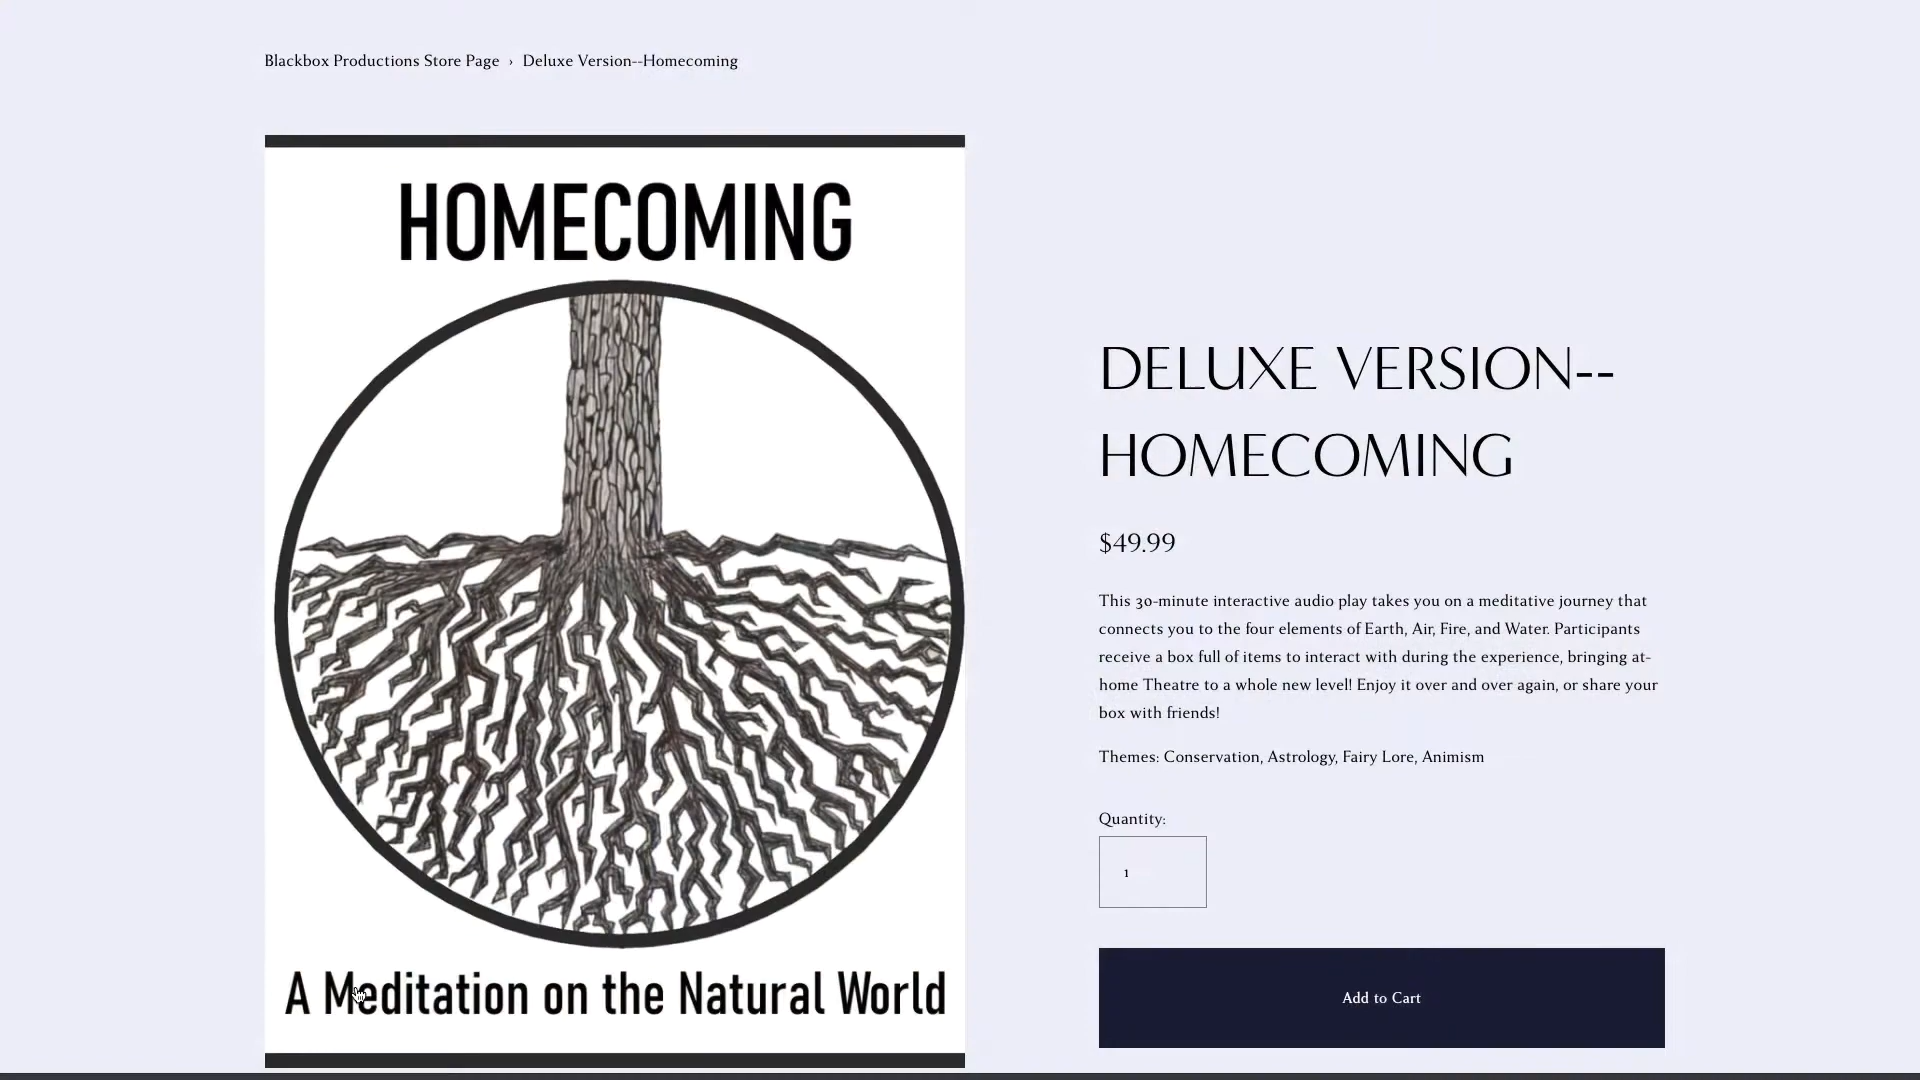 Blackbox Productions Store Page › Deluxe Version--Homecoming
HOMECOMING
A Meditation on the Natural World
DELUXE VERSION--
HOMECOMING
$49.99
This 30-minute interactive audio play takes you on a meditative journey that
connects you to the four elements of Earth, Air, Fire, and Water. Participants
receive a box full of items to interact with during the experience, bringing at-
home Theatre to a whole new level! Enjoy it over and over again, or share your
box with friends!
Themes: Conservation, Astrology, Fairy Lore, Animism
Quantity:
1
Add to Cart